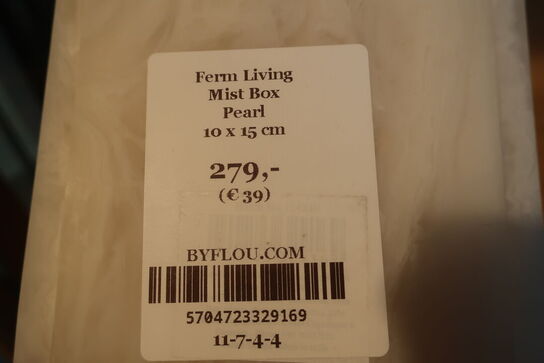 Ferm Living
Mist Box
Pearl
10 x 15 cm
279,-
(€ 39)
BYFLOU.COM
5704723329169
11-7-4-4